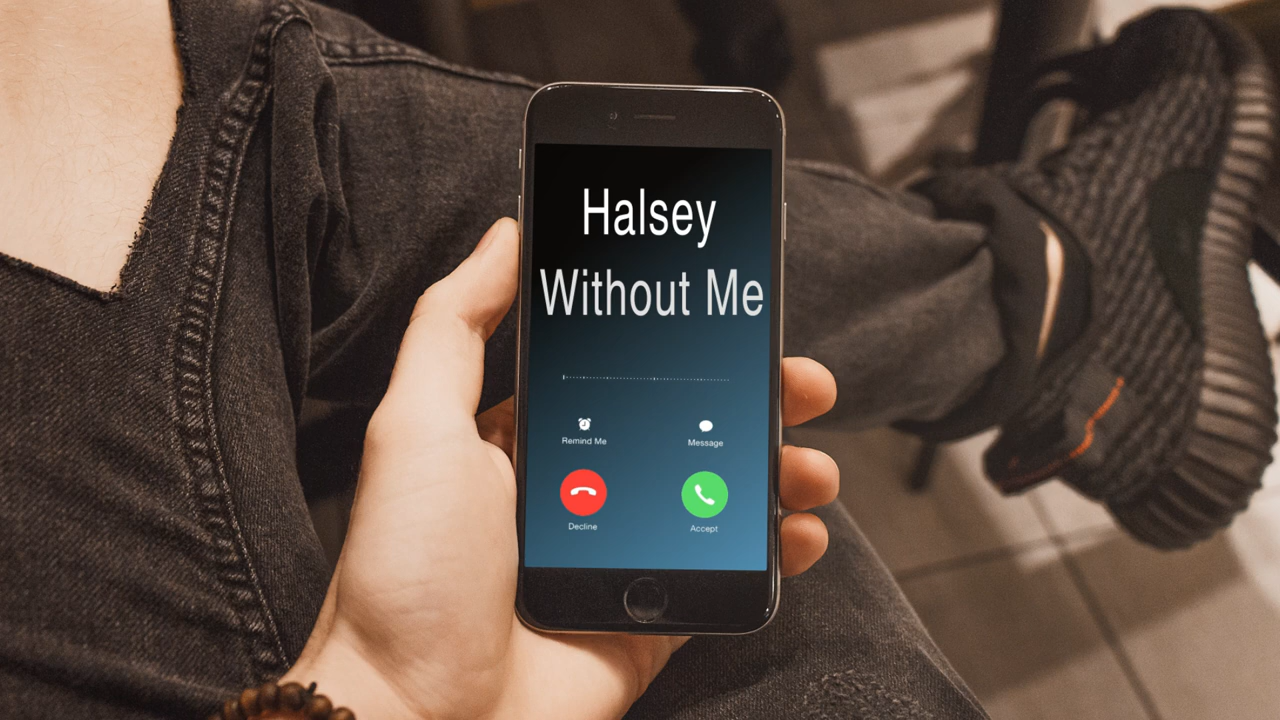 Halsey
Without Me
Remind Me
Message
Decline
Accept